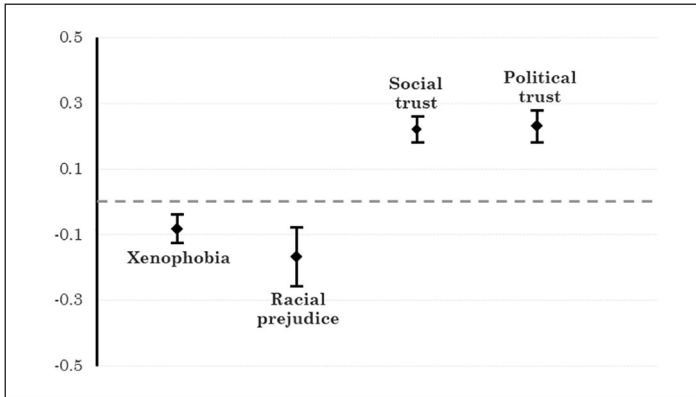 0.5
0.3
0.1
-0.1
-0.3
-0.5
Social
trust
Political
trust
Xenophobia
Racial
prejudice